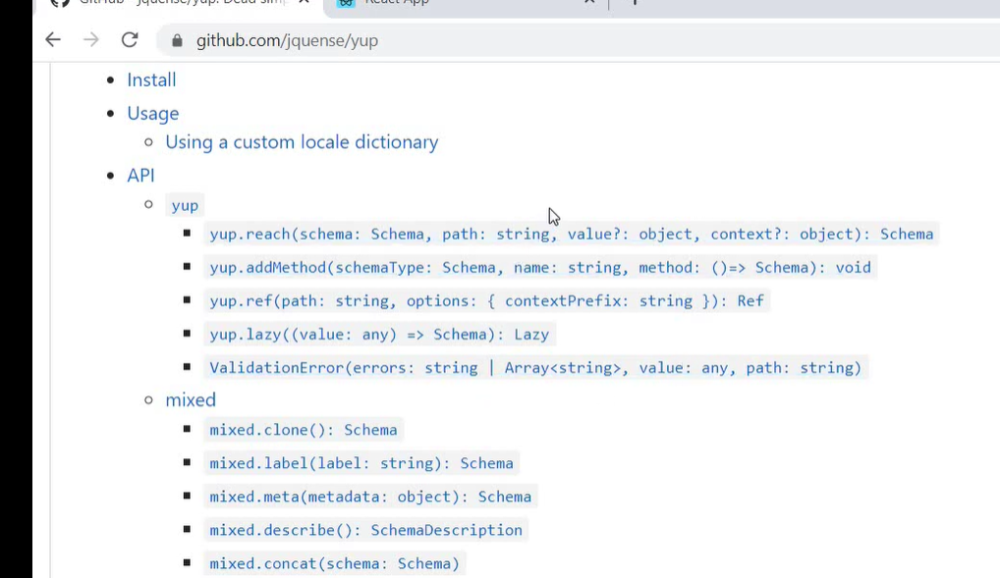 GitHub - jquense/yup: Dead sim
React App
github.com/jquense/yup
Install
Usage
Using a custom locale dictionary
API
yup
yup.reach(schema: Schema, path: string, value?: object, context?: object): Schema
yup.addMethod(schemaType: Schema, name: string, method: ()=> Schema): void
yup.ref(path: string, options: { contextPrefix: string }): Ref
yup.lazy((value: any) => Schema): Lazy
ValidationError(errors: string | Array<string>, value: any, path: string)
mixed
mixed.clone(): Schema
mixed.label(label: string): Schema
mixed.meta(metadata: object): Schema
mixed.describe(): SchemaDescription
mixed.concat(schema: Schema)